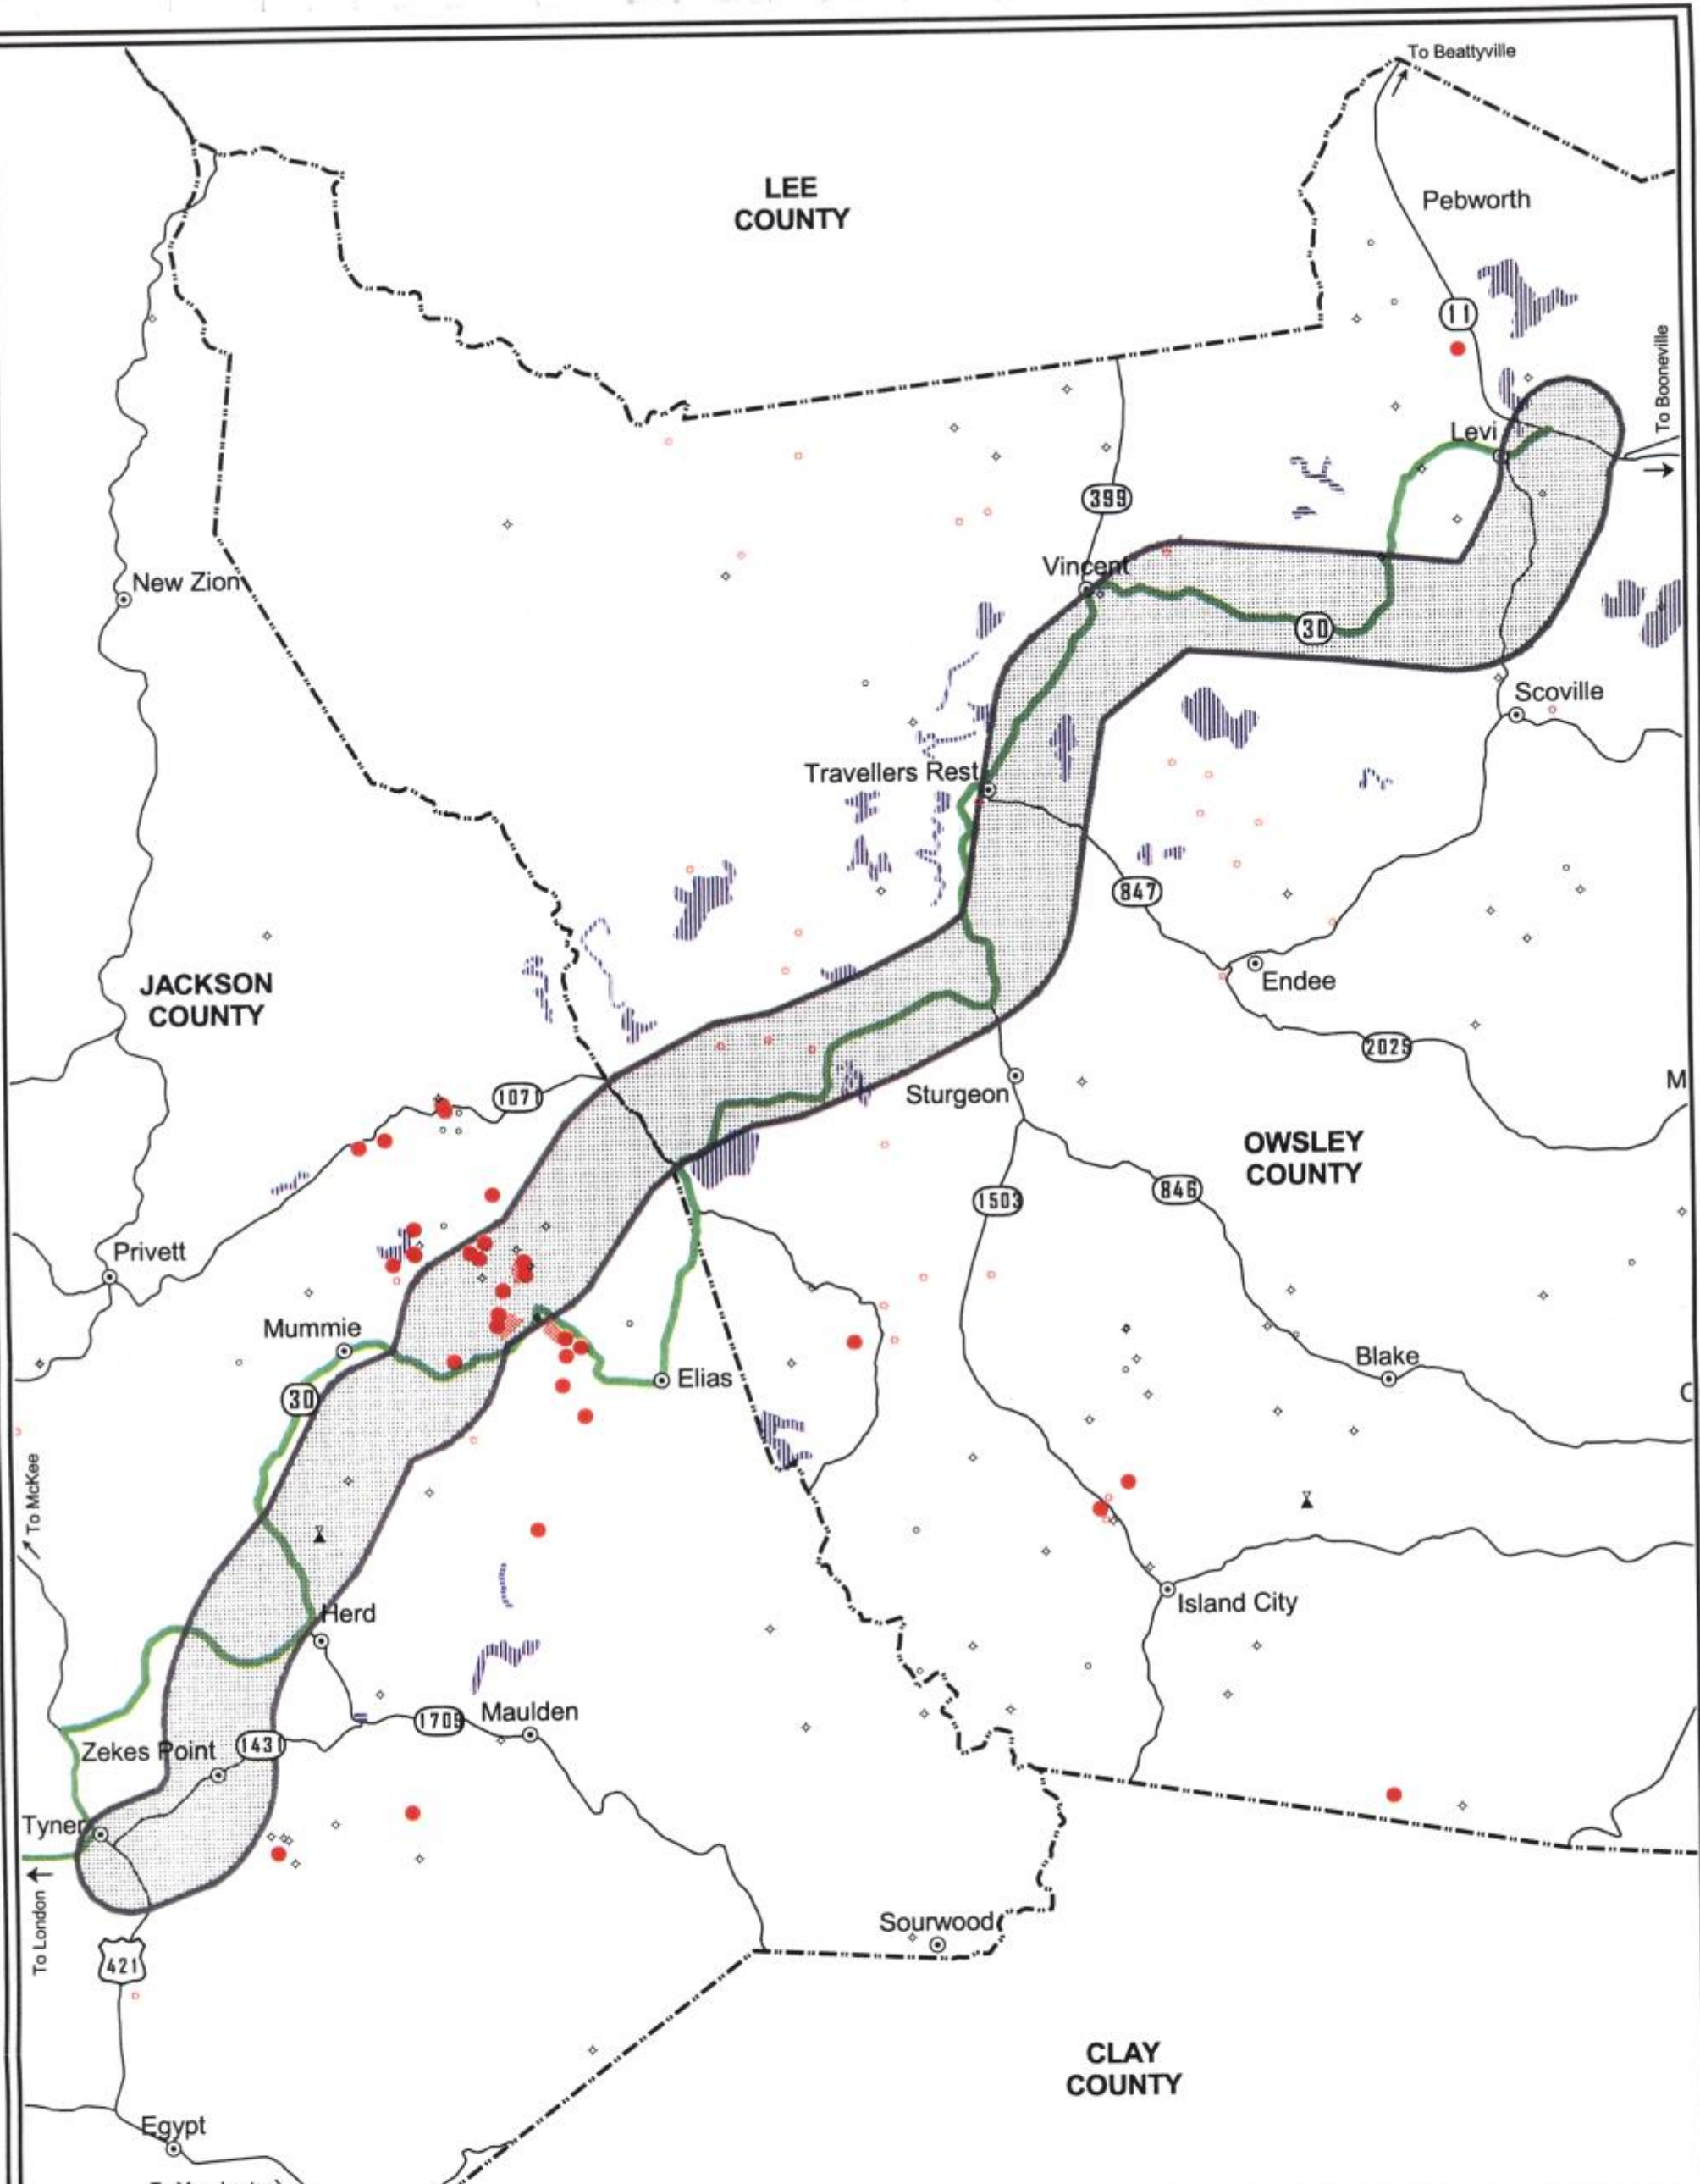 To Beattyville
LEE
COUNTY
Pebworth
11
To Booneville
Levi
399
Vincent
New Zion
30
Scoville
Travellers Rest
847
JACKSON
COUNTY
Endee
2025
1071
Sturgeon
M
OWSLEY
COUNTY
1503
846
Privett
Mummie
Blake
Elias
30
C
To McKee
Island City
Herd
1709
Maulden
Zekes Point
1431
Tyner
To London
Sourwood
421
CLAY
COUNTY
Egypt